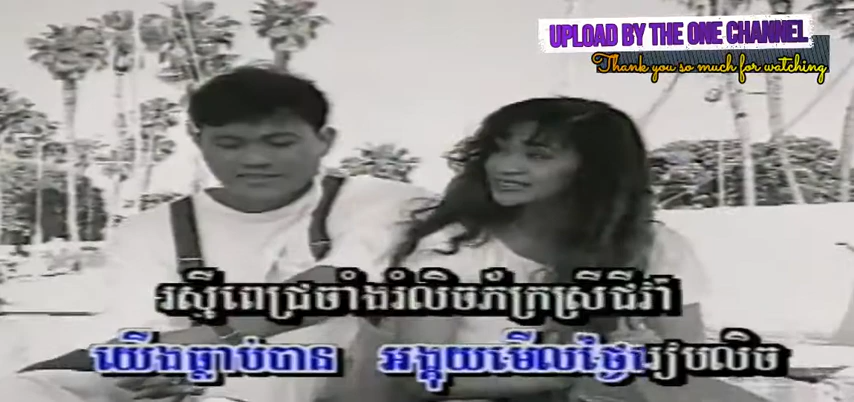 UPLOAD BY THE ONE CHANNEL
Thank you so much for watching
រស្មីពេជ្រចាំងរំលិចភ័ក្រស្រីជីវ៉ា
យើងធ្លាប់បាន អង្គុយមើលថ្ងៃរៀបលិច